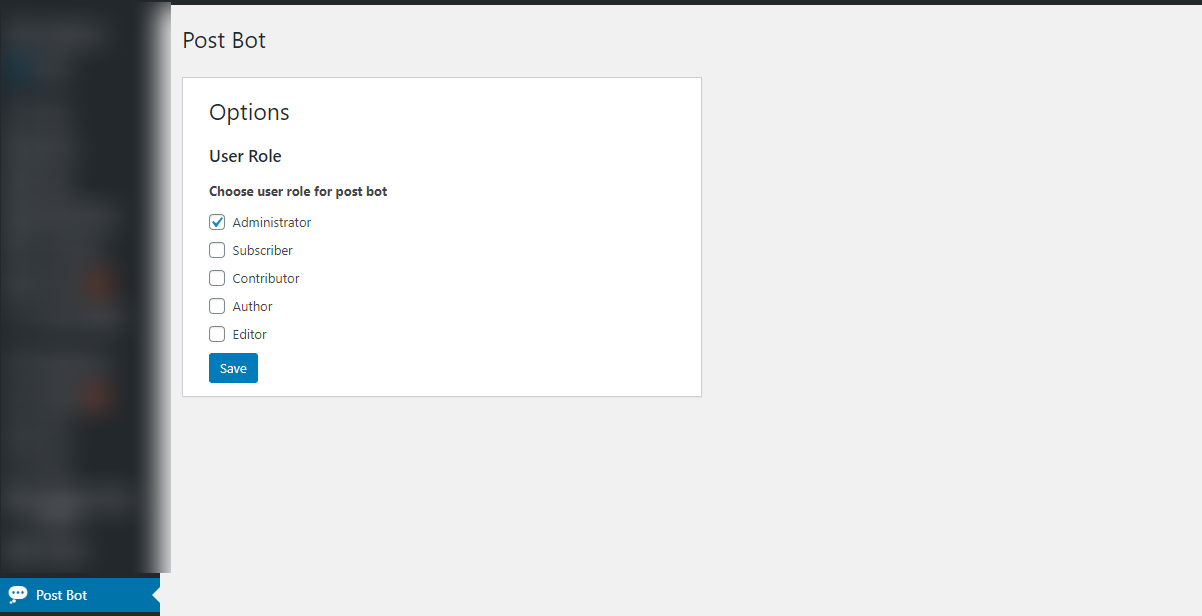 Post Bot
Options
User Role
Choose user role for post bot
Administrator
Subscriber
Contributor
Author
Editor
Save
Post Bot